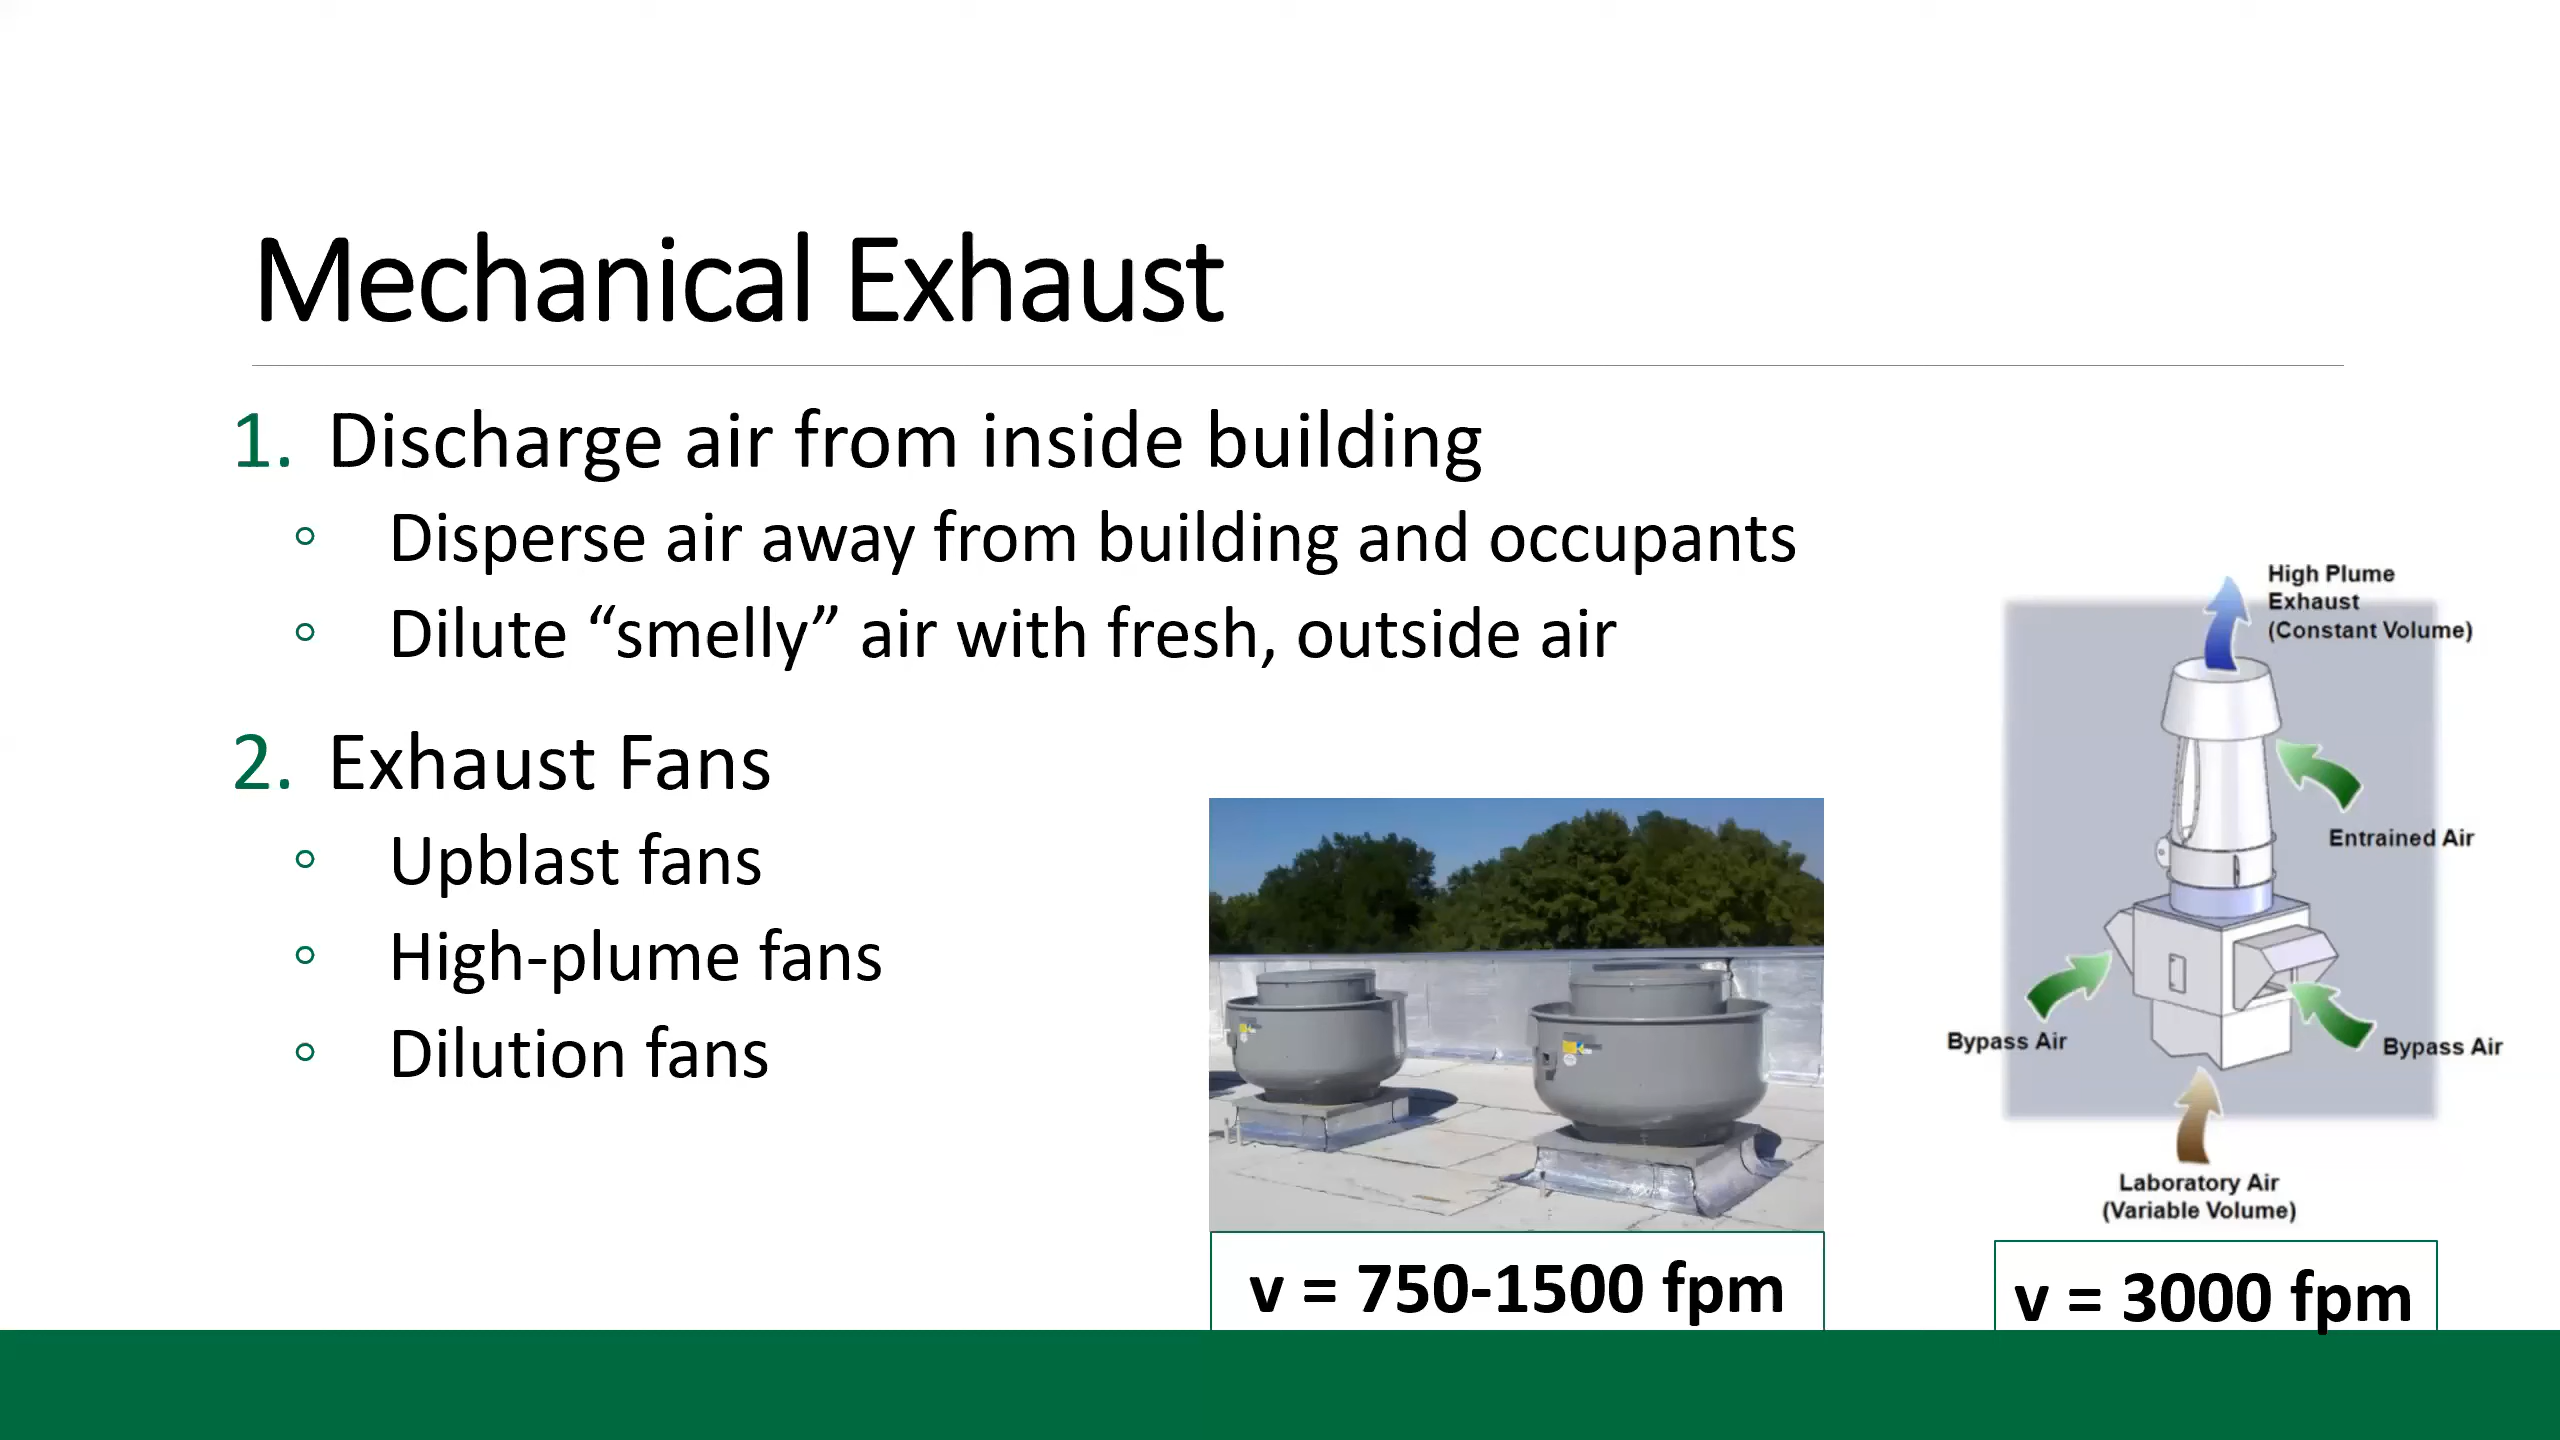 Mechanical Exhaust
1. Discharge air from inside building
◦ Disperse air away from building and occupants
◦ Dilute “smelly” air with fresh, outside air
2. Exhaust Fans
◦ Upblast fans
◦ High-plume fans
◦ Dilution fans
v = 750-1500 fpm
High Plume
Exhaust
(Constant Volume)
Entrained Air
Bypass Air
Bypass Air
Laboratory Air
(Variable Volume)
v = 3000 fpm